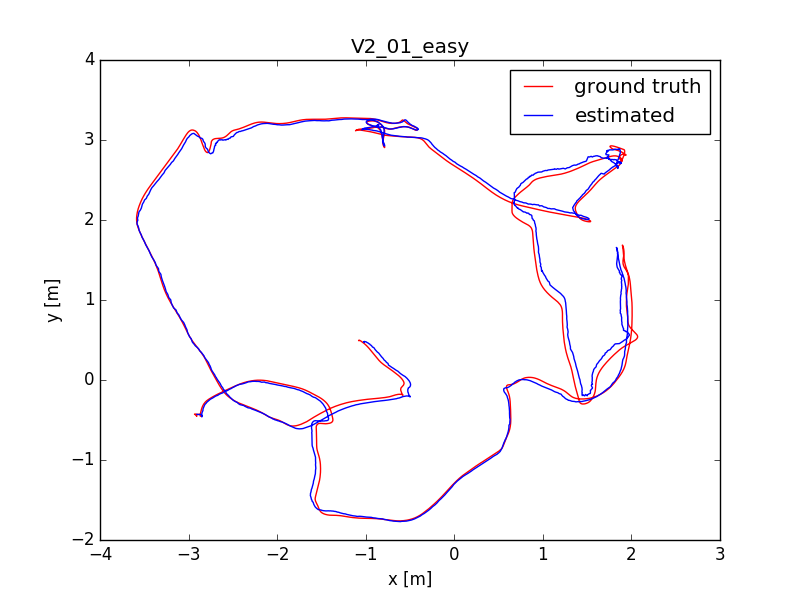 V2_01_easy
ground truth
estimated
4
3
2
1
0
−1
−2
y [m]
−4 −3 −2 −1 0 1 2 3
x [m]